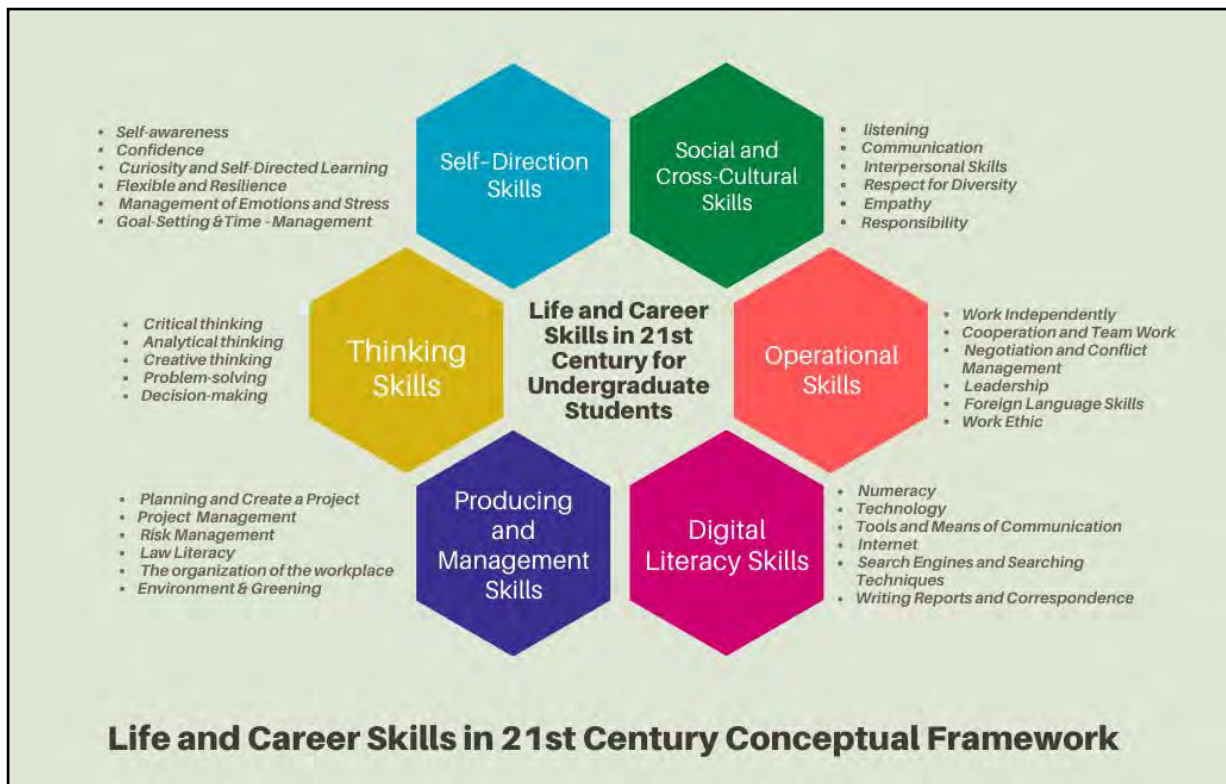 • Self-awareness
• Confidence
• Curiosity and Self-Directed Learning
• Flexible and Resilience
• Management of Emotions and Stress
• Goal-Setting & Time - Management
Self-Direction
Skills
Social and
Cross-Cultural
Skills
• listening
• Communication
• Interpersonal Skills
• Respect for Diversity
• Empathy
• Responsibility
• Critical thinking
• Analytical thinking
• Creative thinking
• Problem-solving
• Decision-making
Thinking
Skills
Life and Career
Skills in 21st
Century for
Undergraduate
Students
Operational
Skills
• Work Independently
• Cooperation and Team Work
• Negotiation and Conflict
Management
• Leadership
• Foreign Language Skills
• Work Ethic
• Planning and Create a Project
• Project Management
• Risk Management
• Law Literacy
• The organization of the workplace
• Environment & Greening
Producing
and
Management
Skills
Digital
Literacy Skills
• Numeracy
• Technology
• Tools and Means of Communication
• Internet
• Search Engines and Searching
Techniques
• Writing Reports and Correspondence
Life and Career Skills in 21st Century Conceptual Framework